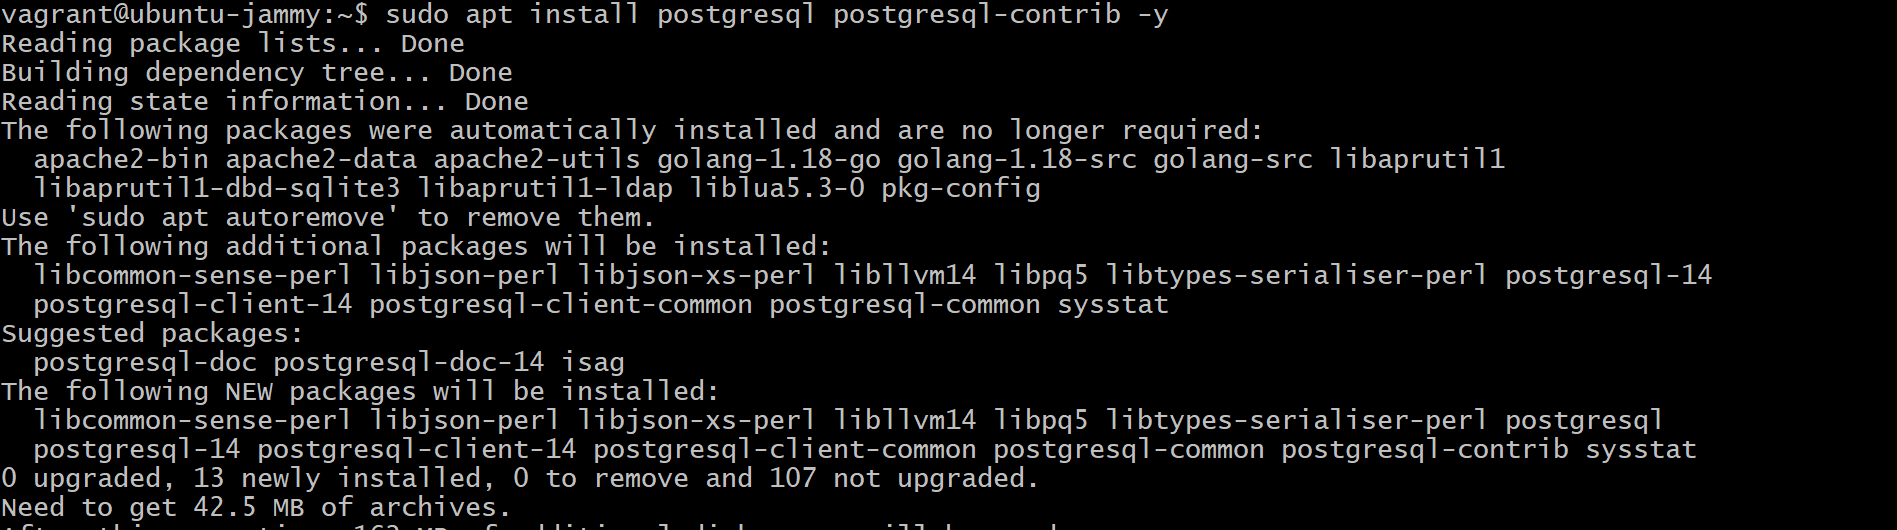 vagrant@ubuntu-jammy:~$ sudo apt install postgresql postgresql-contrib -y
Reading package lists... Done
Building dependency tree... Done
Reading state information... Done
The following packages were automatically installed and are no longer required:
  apache2-bin apache2-data apache2-utils golang-1.18-go golang-1.18-src golang-src libaprutil1
  libaprutil1-dbd-sqlite3 libaprutil1-ldap liblua5.3-0 pkg-config
Use 'sudo apt autoremove' to remove them.
The following additional packages will be installed:
  libcommon-sense-perl libjson-perl libjson-xs-perl libllvm14 libpq5 libtypes-serialiser-perl postgresql-14
  postgresql-client-14 postgresql-client-common postgresql-common sysstat
Suggested packages:
  postgresql-doc postgresql-doc-14 isag
The following NEW packages will be installed:
  libcommon-sense-perl libjson-perl libjson-xs-perl libllvm14 libpq5 libtypes-serialiser-perl postgresql
  postgresql-14 postgresql-client-14 postgresql-client-common postgresql-common postgresql-contrib sysstat
0 upgraded, 13 newly installed, 0 to remove and 107 not upgraded.
Need to get 42.5 MB of archives.